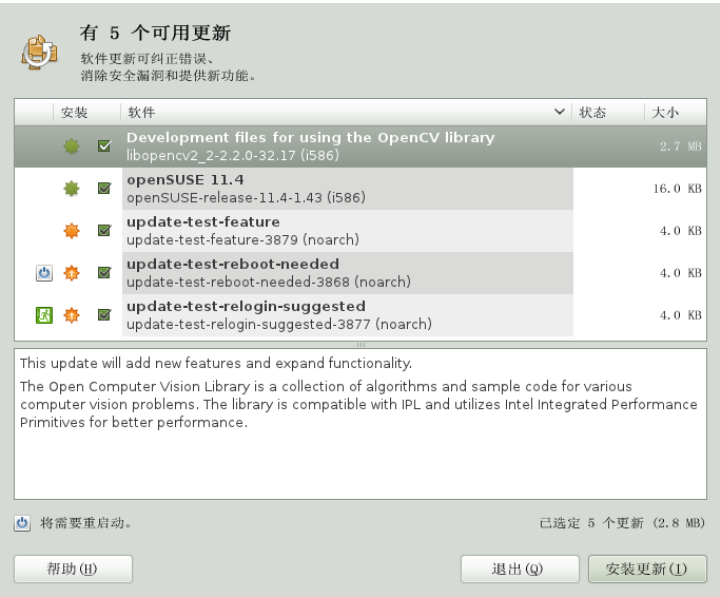 有 5 个可用更新
软件更新可纠正错误、
消除安全漏洞和提供新功能。
安装 软件 状态 大小
Development files for using the OpenCV library
libopencv2_2-2.2.0-32.17 (i586) 2.7 MB
openSUSE 11.4
openSUSE-release-11.4-1.43 (i586) 16.0 KB
update-test-feature
update-test-feature-3879 (noarch) 4.0 KB
update-test-reboot-needed
update-test-reboot-needed-3868 (noarch) 4.0 KB
update-test-relogin-suggested
update-test-relogin-suggested-3877 (noarch) 4.0 KB
This update will add new features and expand functionality.
The Open Computer Vision Library is a collection of algorithms and sample code for various
computer vision problems. The library is compatible with IPL and utilizes Intel Integrated Performance
Primitives for better performance.
将需要重启动。 已选定 5 个更新 (2.8 MB)
帮助(H) 退出(Q) 安装更新(I)